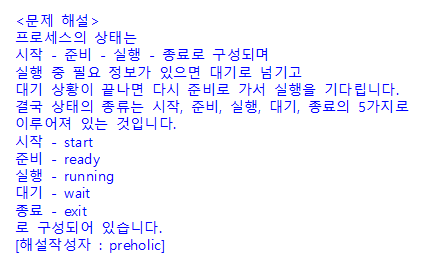 <문제 해설>
프로세스의 상태는
시작 - 준비 - 실행 - 종료로 구성되며
실행 중 필요 정보가 있으면 대기로 넘기고
대기 상황이 끝나면 다시 준비로 가서 실행을 기다립니다.
결국 상태의 종류는 시작, 준비, 실행, 대기, 종료의 5가지로
이루어져 있는 것입니다.
시작 - start
준비 - ready
실행 - running
대기 - wait
종료 - exit
로 구성되어 있습니다.
[해설작성자 : preholic]